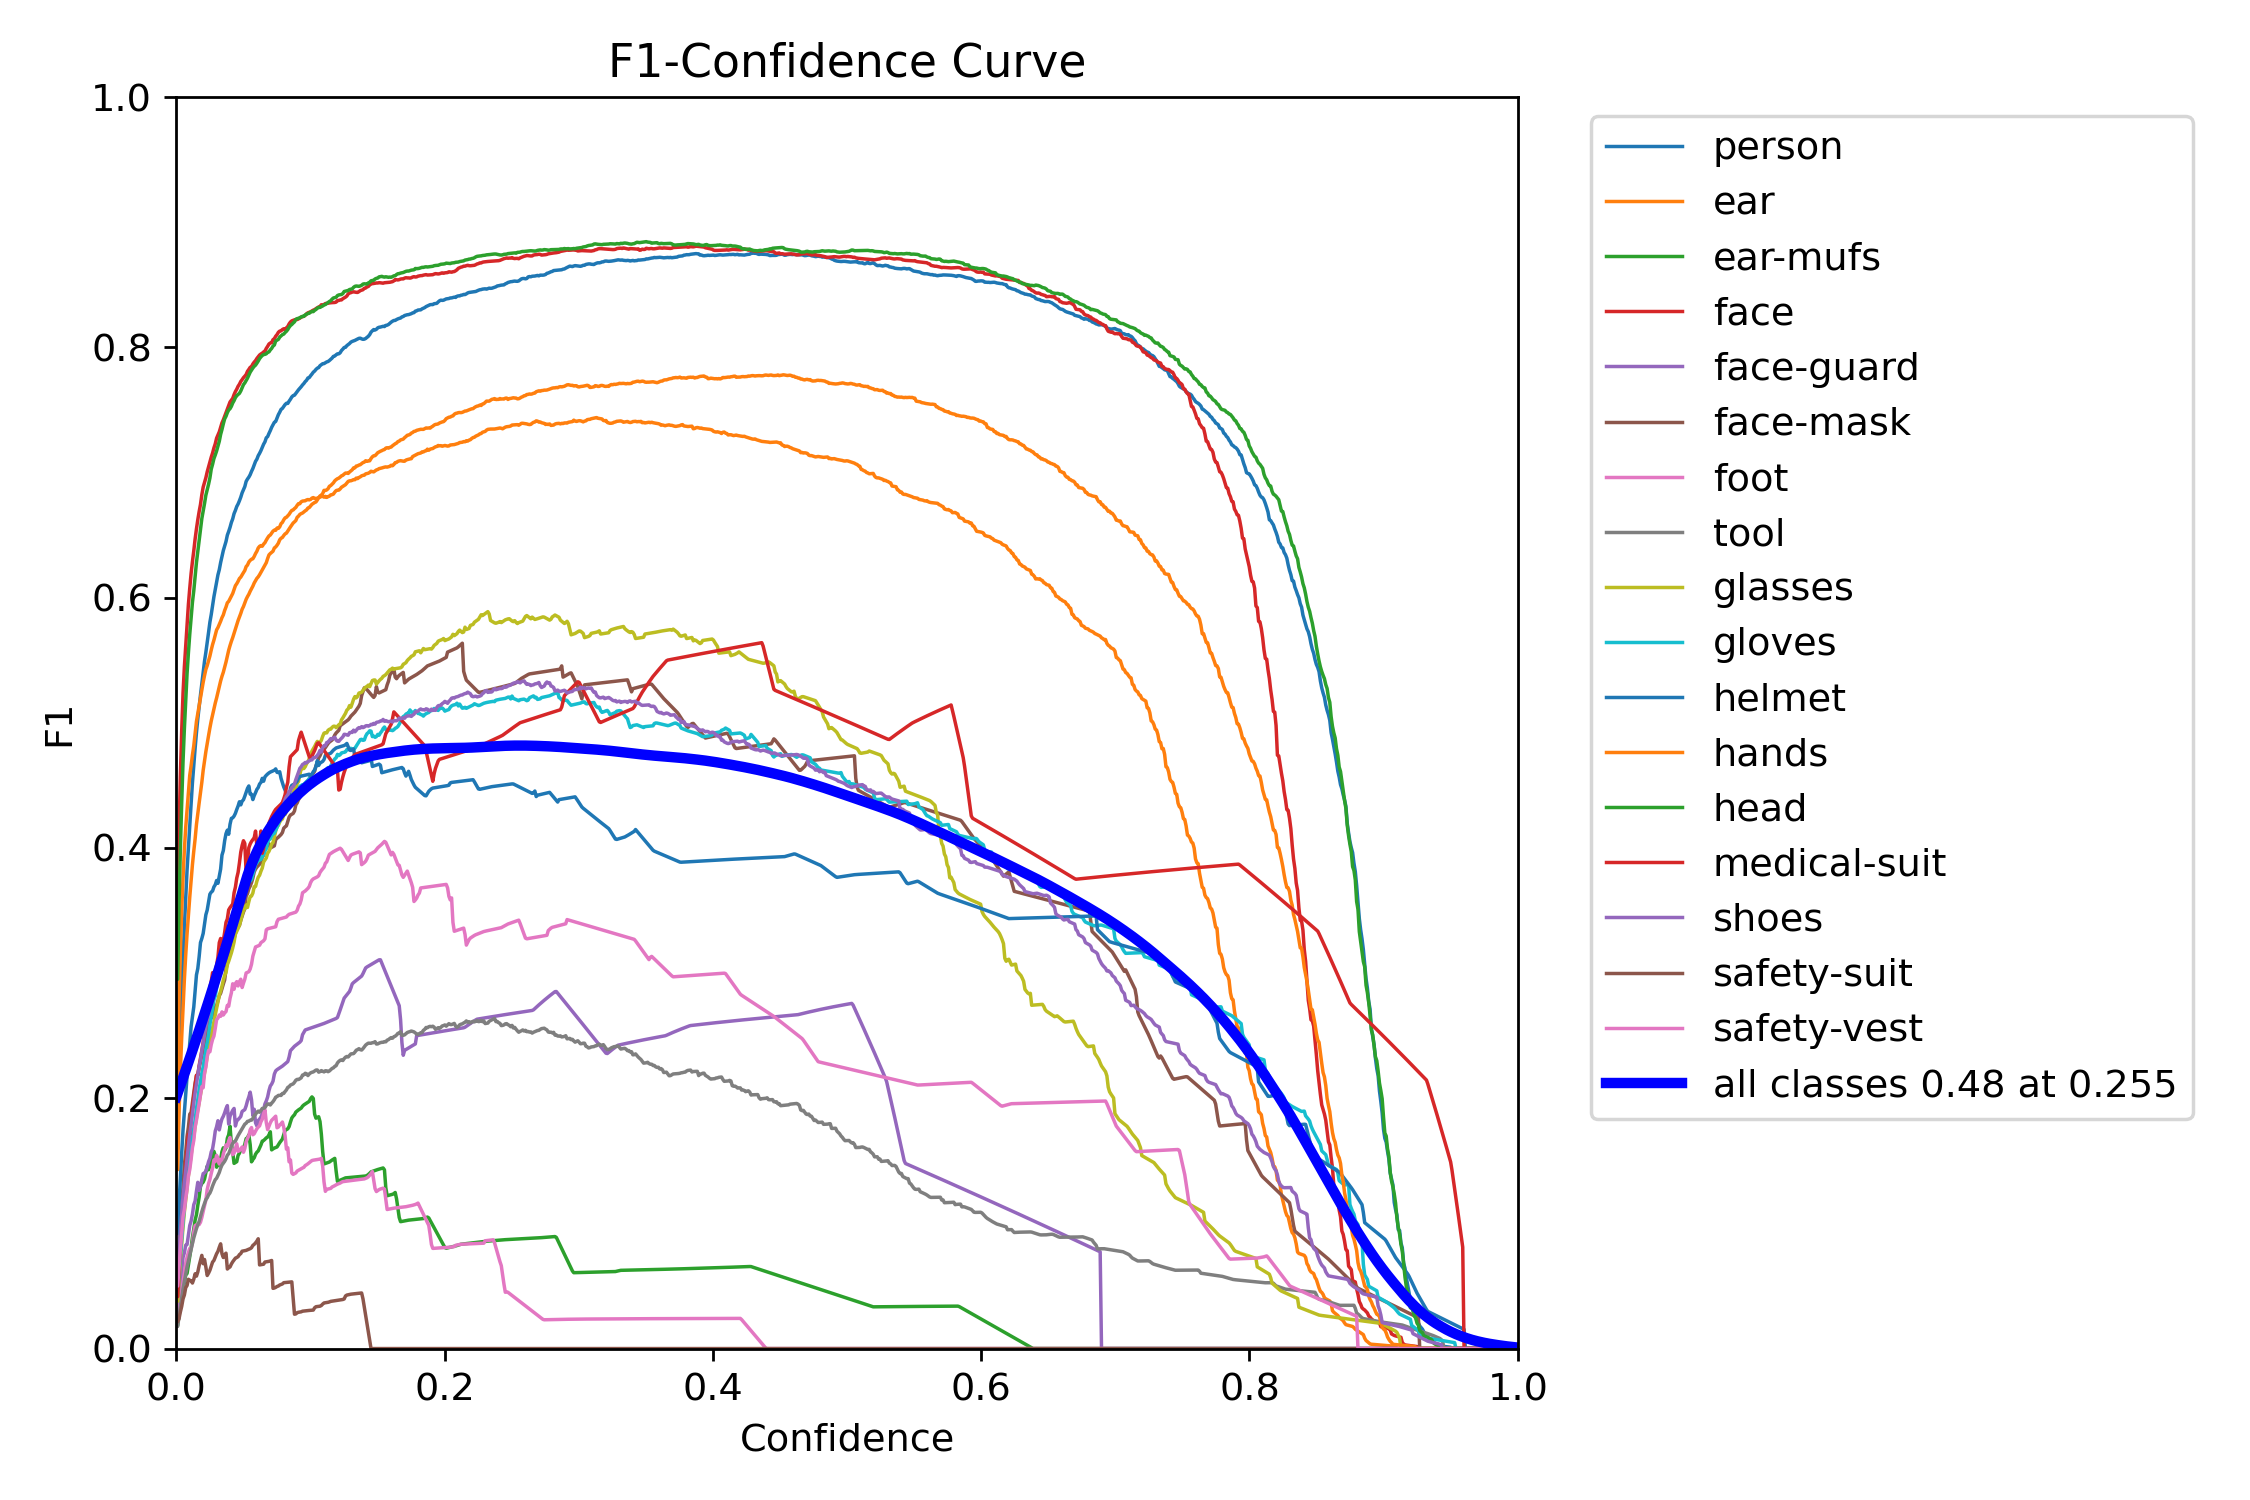 F1-Confidence Curve
1.0
0.8
0.6
0.4
0.2
0.0
F1
0.0 0.2 0.4 0.6 0.8 1.0
Confidence
person
ear
ear-mufs
face
face-guard
face-mask
foot
tool
glasses
gloves
helmet
hands
head
medical-suit
shoes
safety-suit
safety-vest
all classes 0.48 at 0.255